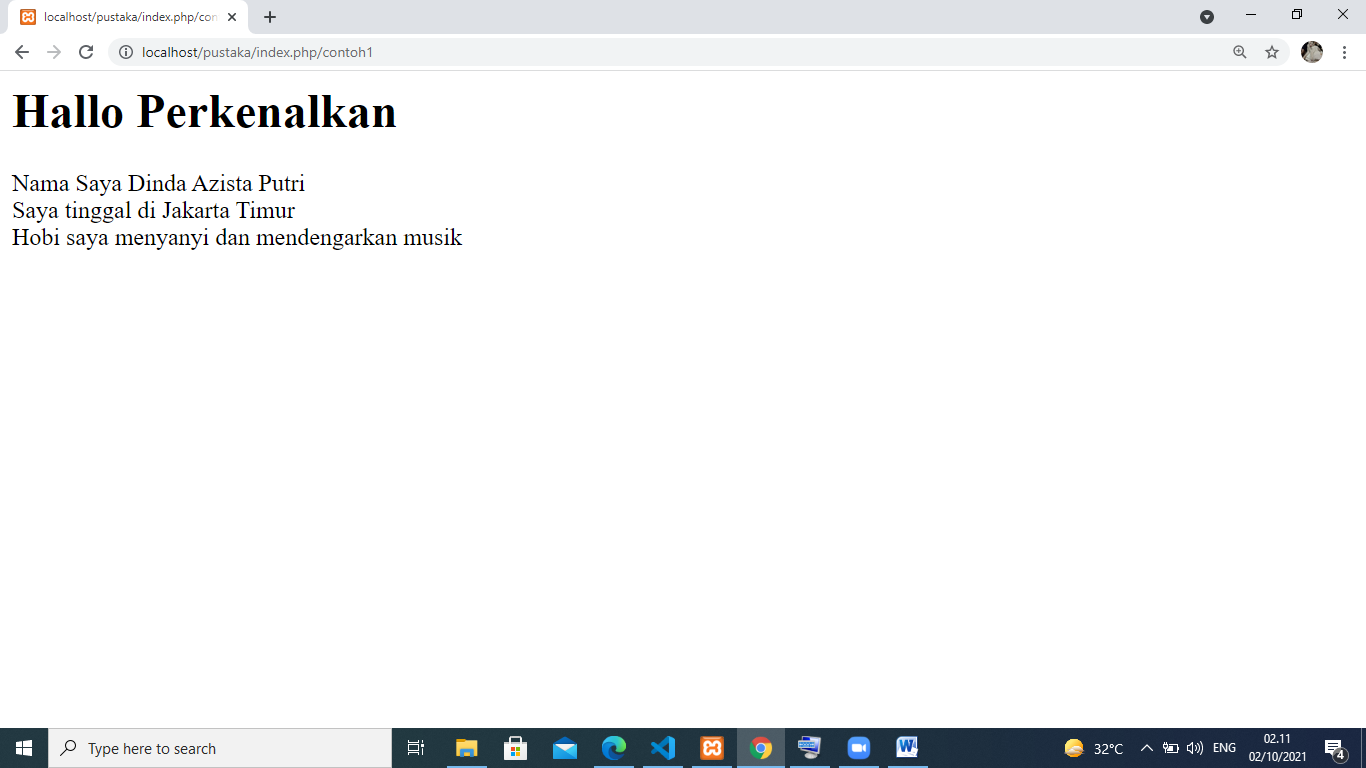 localhost/pustaka/index.php/con
localhost/pustaka/index.php/contoh1
Hallo Perkenalkan
Nama Saya Dinda Azista Putri
Saya tinggal di Jakarta Timur
Hobi saya menyanyi dan mendengarkan musik
Type here to search
32°C
ENG
02.11
02/10/2021
4